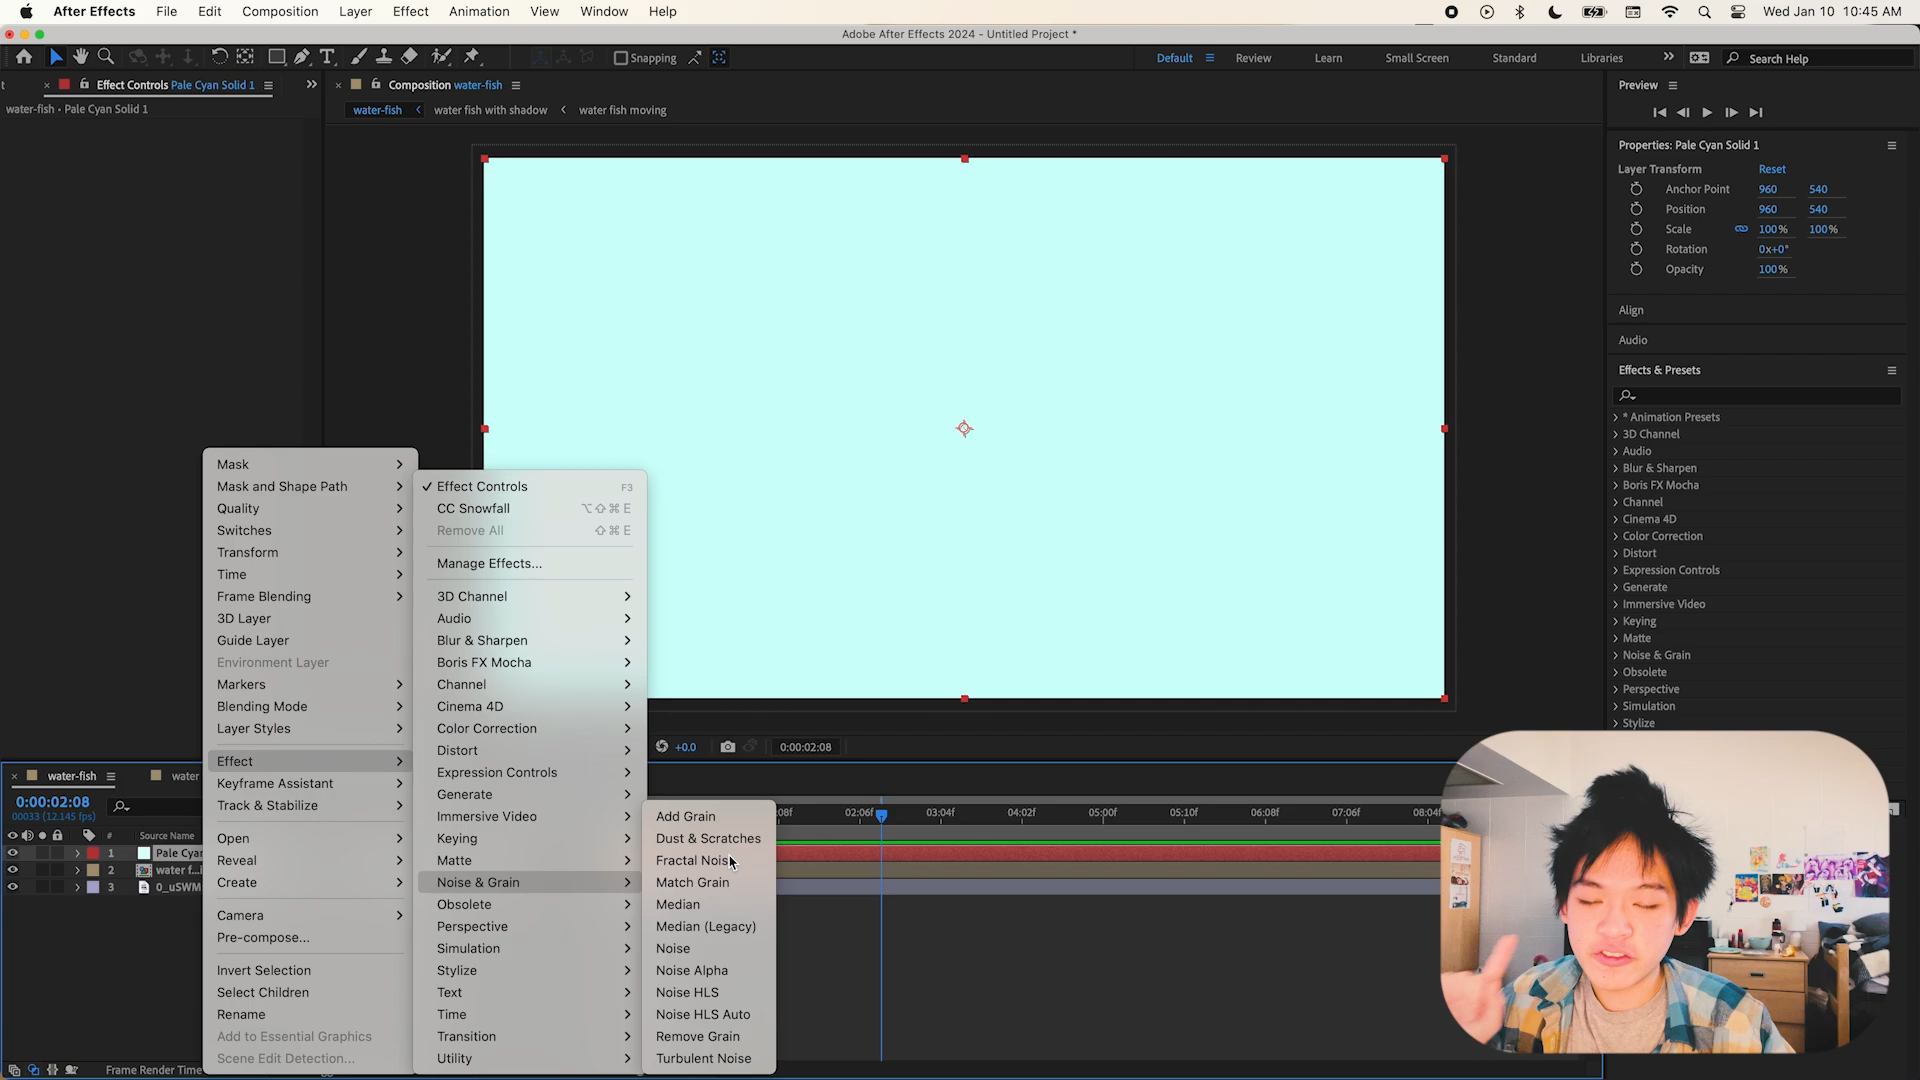 After Effects File Edit Composition Layer Effect Animation View Window Help Wed Jan 10 10:45 AM
Adobe After Effects 2024 - Untitled Project *
Snapping Default Review Learn Small Screen Standard Libraries Search Help
Effect Controls Pale Cyan Solid 1
Composition water-fish
Preview
water-fish • Pale Cyan Solid 1
water-fish water fish with shadow water fish moving
Properties: Pale Cyan Solid 1
Layer Transform Reset
Anchor Point 960 540
Position 960 540
Scale 100% 100%
Rotation 0x+0°
Opacity 100%
Align
Audio
Effects & Presets
* Animation Presets
3D Channel
Audio
Blur & Sharpen
Boris FX Mocha
Channel
Cinema 4D
Color Correction
Distort
Expression Controls
Generate
Immersive Video
Keying
Matte
Noise & Grain
Obsolete
Perspective
Simulation
Stylize
Mask
Mask and Shape Path
Quality
Switches
Transform
Time
Frame Blending
3D Layer
Guide Layer
Environment Layer
Markers
Blending Mode
Layer Styles
Effect
Keyframe Assistant
Track & Stabilize
Open
Reveal
Create
Camera
Pre-compose...
Invert Selection
Select Children
Rename
Add to Essential Graphics
Scene Edit Detection...
Effect Controls F3
CC Snowfall ⌥⇧⌘E
Remove All ⇧⌘E
Manage Effects...
3D Channel
Audio
Blur & Sharpen
Boris FX Mocha
Channel
Cinema 4D
Color Correction
Distort
Expression Controls
Generate
Immersive Video
Keying
Matte
Noise & Grain
Obsolete
Perspective
Simulation
Stylize
Text
Time
Transition
Utility
Add Grain
Dust & Scratches
Fractal Nois
Match Grain
Median
Median (Legacy)
Noise
Noise Alpha
Noise HLS
Noise HLS Auto
Remove Grain
Turbulent Noise
+0.0 0:00:02:08
water-fish water
0:00:02:08
00033 (12.145 fps)
:08f 02:06f 03:04f 04:02f 05:00f 05:10f 06:08f 07:06f 08:04f
# Source Name
1 Pale Cyan
2 water f...i
3 0_uSWM
Frame Render Time